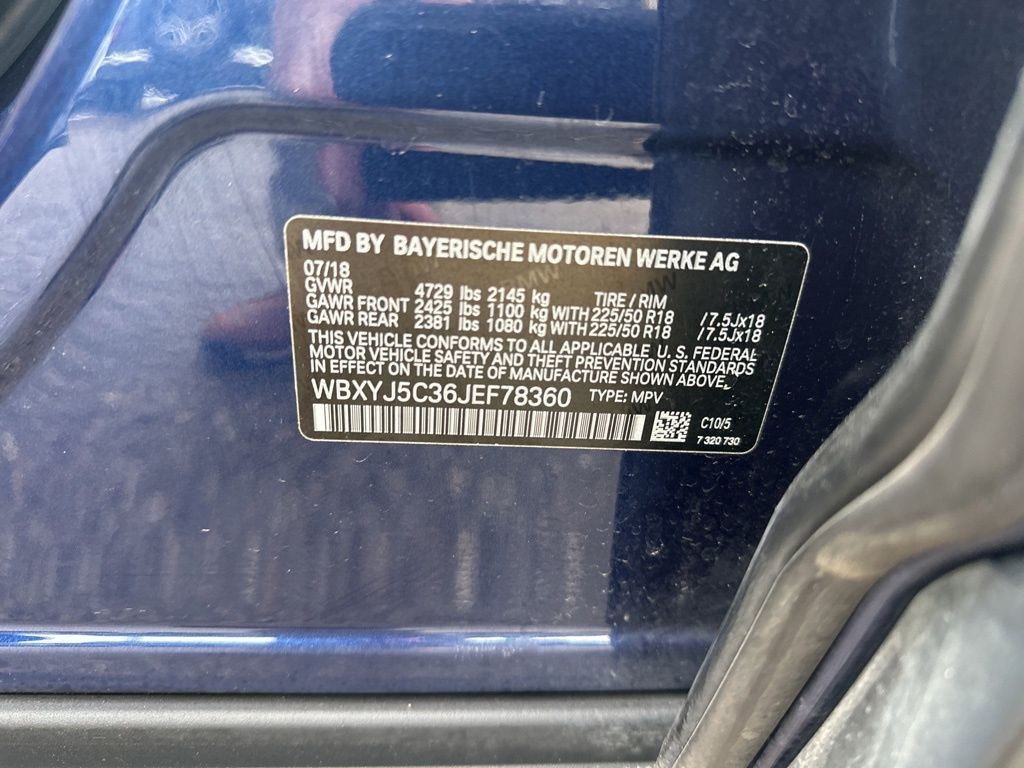 MFD BY BAYERISCHE MOTOREN WERKE AG
07/18
GVWR 4729 lbs 2145 kg TIRE / RIM
GAWR FRONT 2425 lbs 1100 kg WITH 225/50 R18 /7.5Jx18
GAWR REAR 2381 lbs 1080 kg WITH 225/50 R18 /7.5Jx18
THIS VEHICLE CONFORMS TO ALL APPLICABLE U. S. FEDERAL
MOTOR VEHICLE SAFETY AND THEFT PREVENTION STANDARDS
IN EFFECT ON THE DATE OF MANUFACTURE SHOWN ABOVE.
WBXYJ5C36JEF78360 TYPE: MPV
C10/5
7 320 730